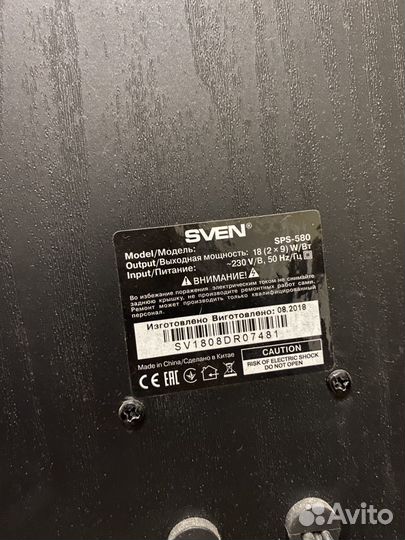 SVEN®
Model/Модель: SPS-580
Output/Выходная мощность: 18 (2 × 9) W/Вт
Input/Питание: ~230 V/В, 50 Hz/Гц
ВНИМАНИЕ!
Во избежание поражения электрическим током не снимайте
заднюю крышку, не производите ремонтных работ сами.
Ремонт может производить только квалифицированный
персонал.
Изготовлено Виготовлено: 08.2018
SV1808DR07481
Made in China/Сделано в Китае
CE EAC
CAUTION
RISK OF ELECTRIC SHOCK
DO NOT OPEN
Avito